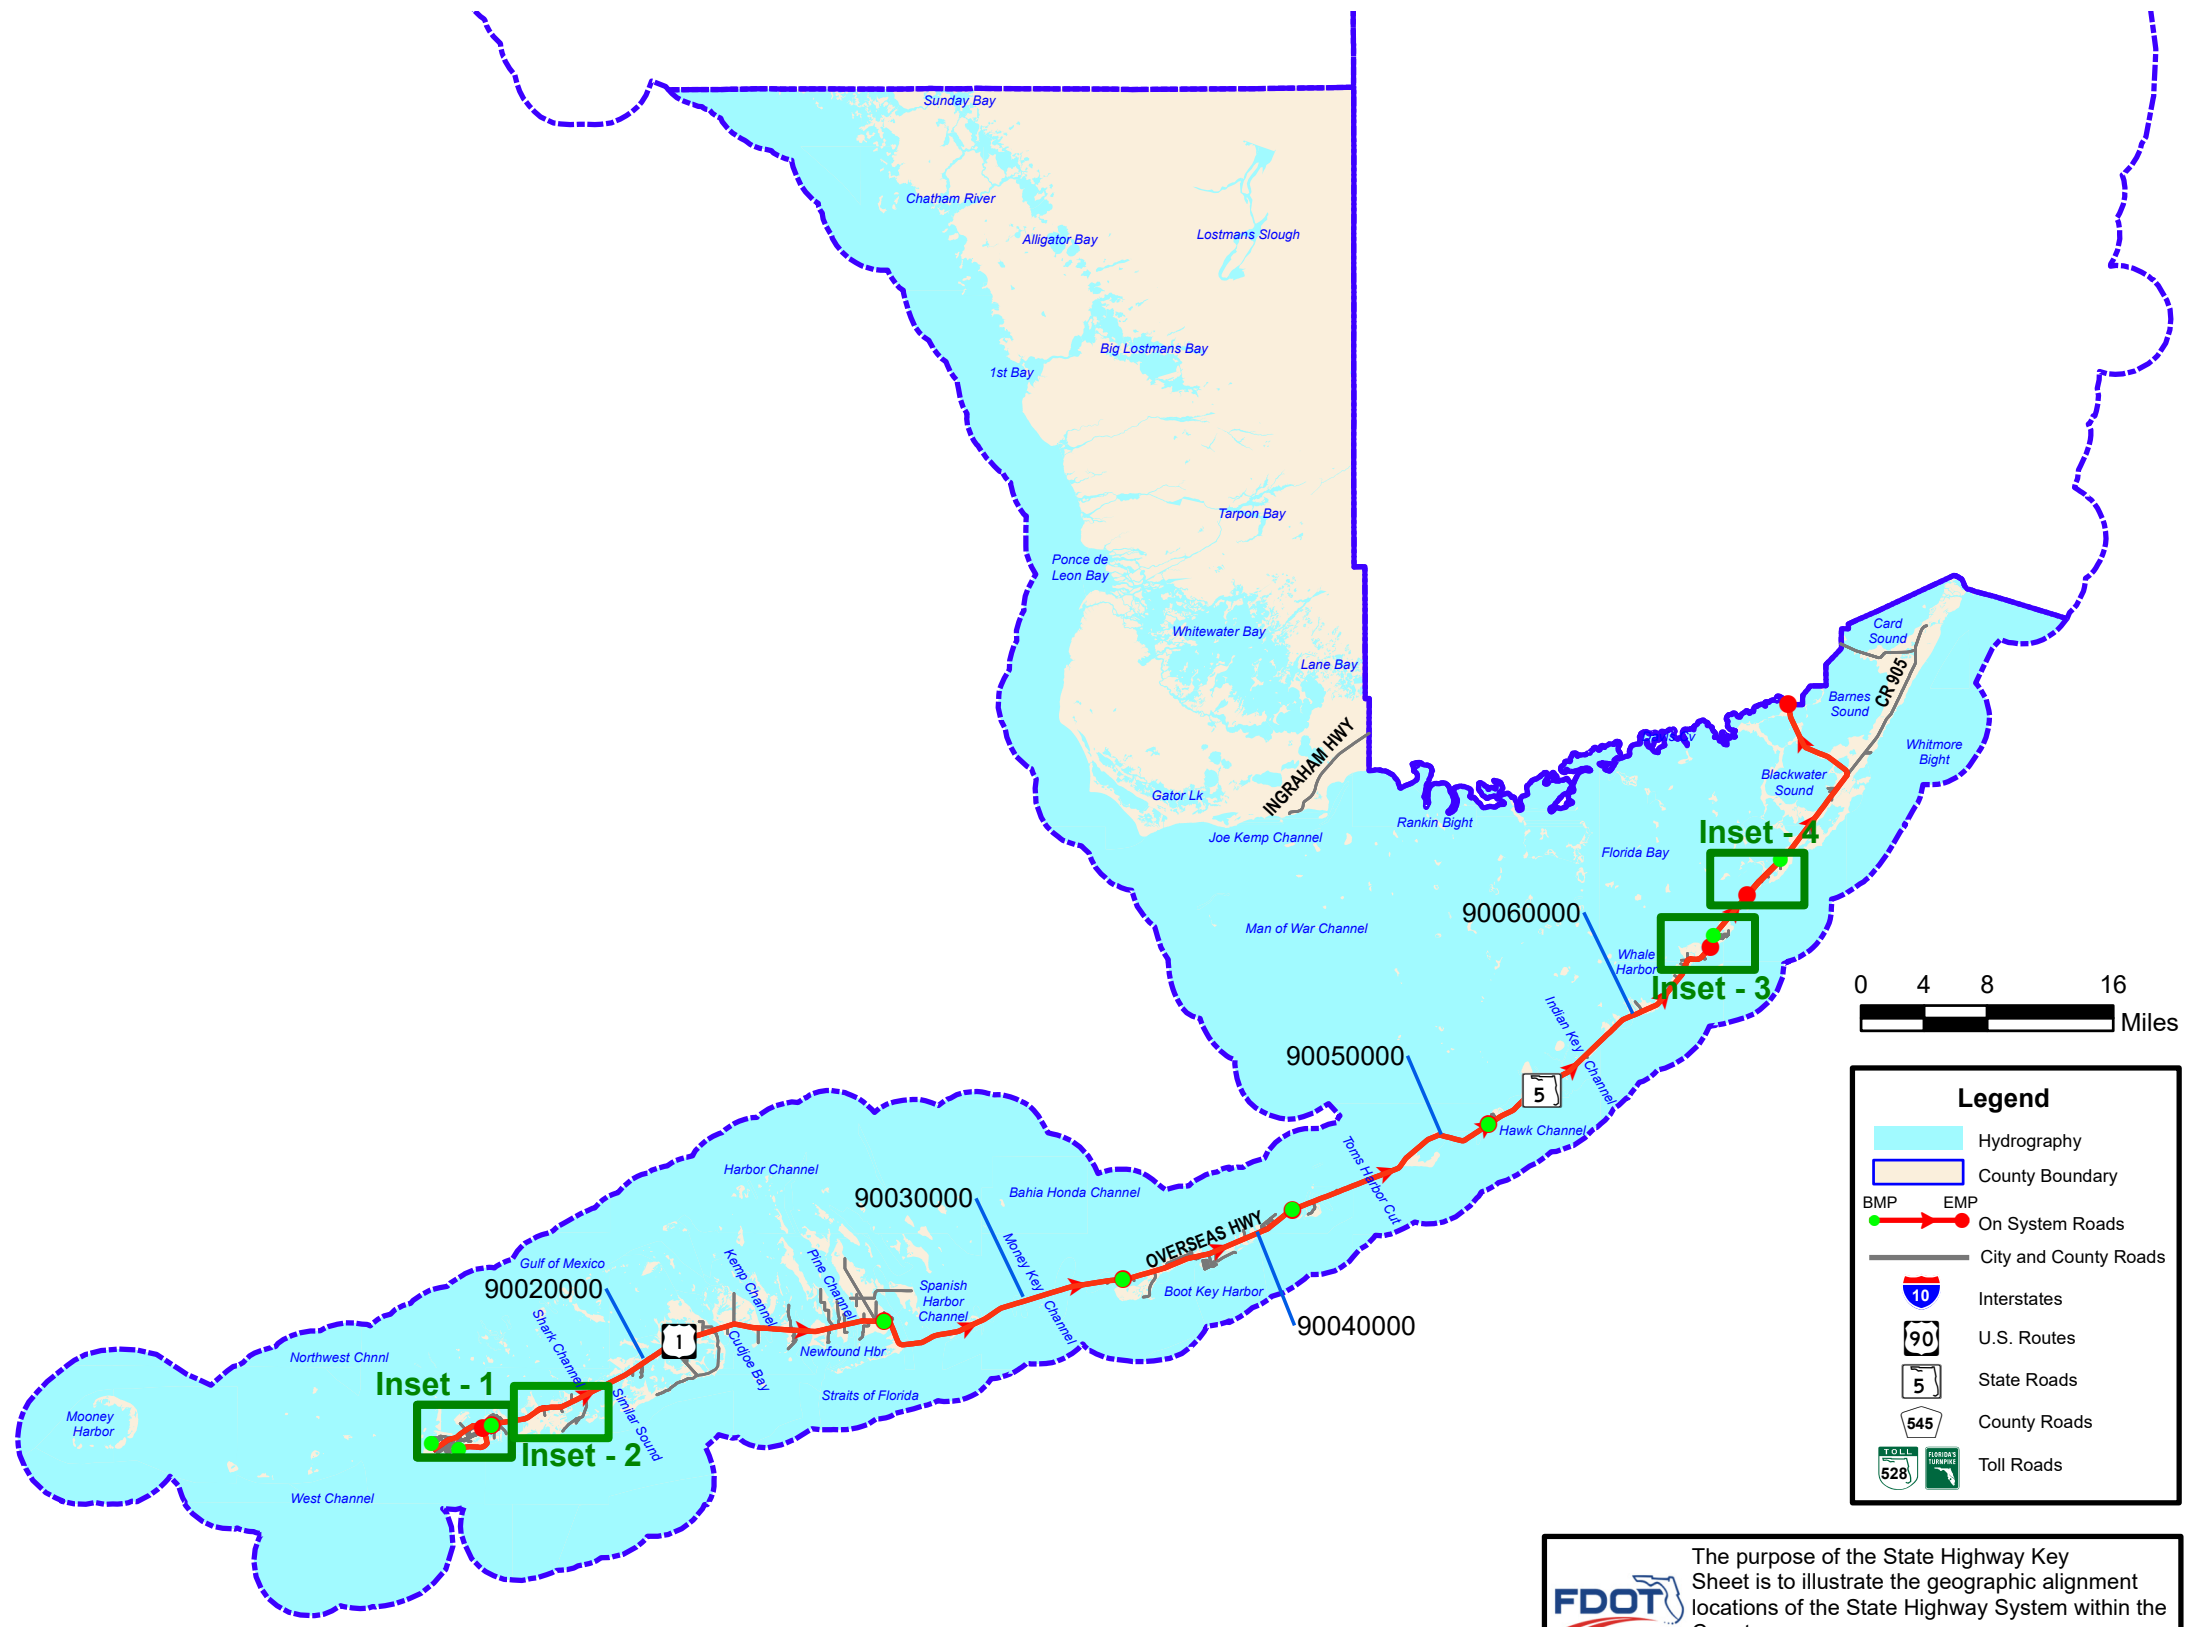 Sunday Bay
Chatham River
Alligator Bay
Lostmans Slough
Big Lostmans Bay
1st Bay
Tarpon Bay
Ponce de
Leon Bay
Whitewater Bay
Lane Bay
Card
Sound
CR 905
Barnes
Sound
Whitmore
Bight
INGRAHAM HWY
Blackwater
Sound
Gator Lk
Rankin Bight
Joe Kemp Channel
Inset - 4
Florida Bay
90060000
Man of War Channel
Whale
Harbor
Inset - 3
0 4 8 16
Miles
Indian Key Channel
90050000
5
Hawk Channel
Toms Harbor Cut
Harbor Channel
90030000
Bahia Honda Channel
OVERSEAS HWY
Money Key Channel
Gulf of Mexico
90020000
Kemp Channel
Pine Channel
Spanish
Harbor
Channel
Boot Key Harbor
90040000
Shark Channel
1
Cudjoe Bay
Newfound Hbr
Northwest Chnnl
Straits of Florida
Inset - 1
Similar Sound
Inset - 2
Mooney
Harbor
West Channel
Legend
Hydrography
County Boundary
BMP EMP
On System Roads
City and County Roads
10 Interstates
90 U.S. Routes
5 State Roads
545 County Roads
TOLL
528
FLORIDA'S
TURNPIKE
Toll Roads
FDOT
The purpose of the State Highway Key
Sheet is to illustrate the geographic alignment
locations of the State Highway System within the